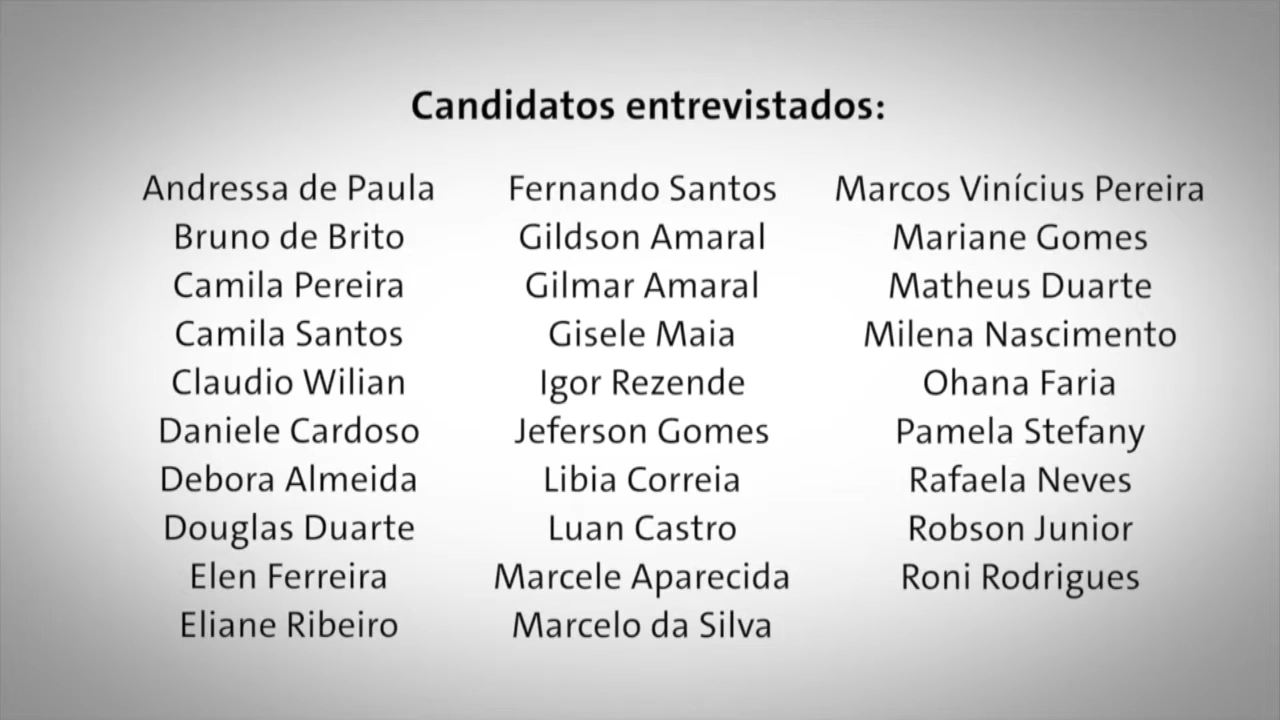 Candidatos entrevistados:
Andressa de Paula
Bruno de Brito
Camila Pereira
Camila Santos
Claudio Wilian
Daniele Cardoso
Debora Almeida
Douglas Duarte
Elen Ferreira
Eliane Ribeiro
Fernando Santos
Gildson Amaral
Gilmar Amaral
Gisele Maia
Igor Rezende
Jeferson Gomes
Libia Correia
Luan Castro
Marcele Aparecida
Marcelo da Silva
Marcos Vinícius Pereira
Mariane Gomes
Matheus Duarte
Milena Nascimento
Ohana Faria
Pamela Stefany
Rafaela Neves
Robson Junior
Roni Rodrigues